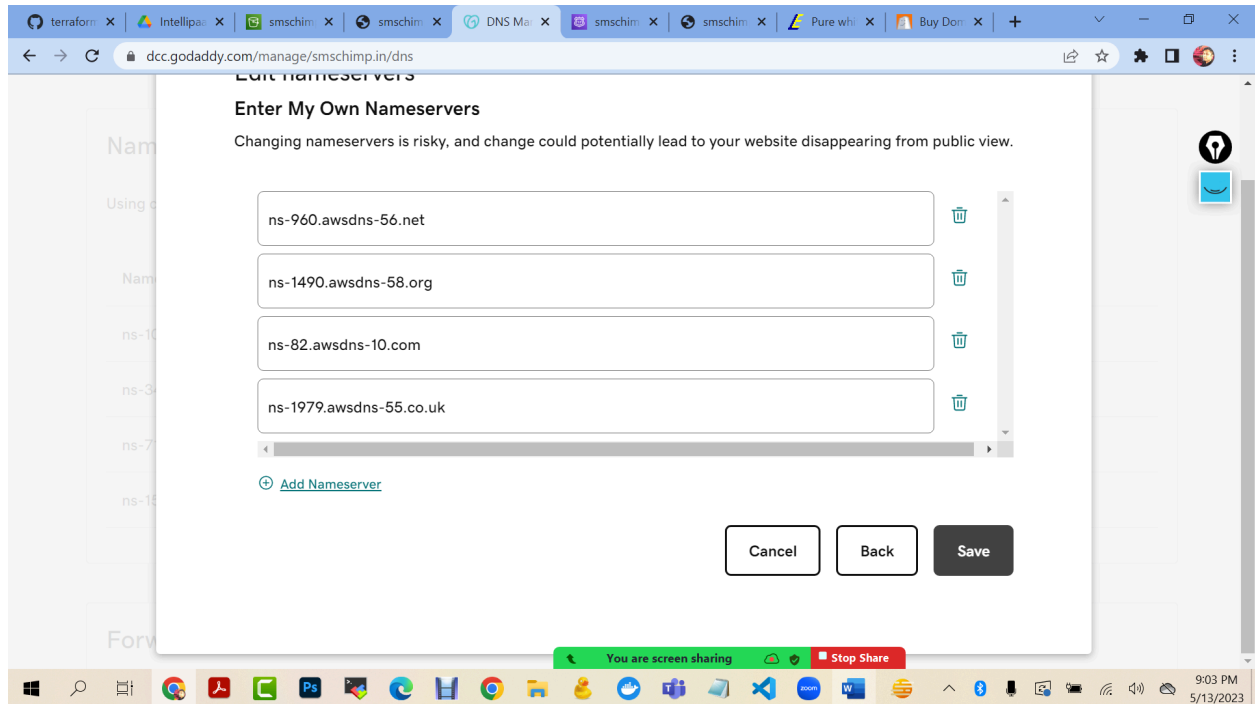 terraform
Intellipaa
smschim
smschim
DNS Ma
smschim
smschim
Pure whi
Buy Dom
dcc.godaddy.com/manage/smschimp.in/dns
Edit nameservers
Enter My Own Nameservers
Changing nameservers is risky, and change could potentially lead to your website disappearing from public view.
Nam
Using
Nam
ns-10
ns-3
ns-7
ns-15
ns-960.awsdns-56.net
ns-1490.awsdns-58.org
ns-82.awsdns-10.com
ns-1979.awsdns-55.co.uk
Add Nameserver
Cancel
Back
Save
Forw
You are screen sharing
Stop Share
Ps
zoom
9:03 PM
5/13/2023